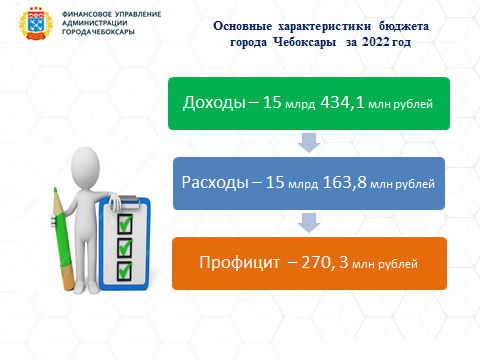 ФИНАНСОВОЕ УПРАВЛЕНИЕ
АДМИНИСТРАЦИИ
ГОРОДА ЧЕБОКСАРЫ
Основные характеристики бюджета
города Чебоксары за 2022 год
Доходы – 15 млрд 434,1 млн рублей
Расходы – 15 млрд 163,8 млн рублей
Профицит – 270, 3 млн рублей